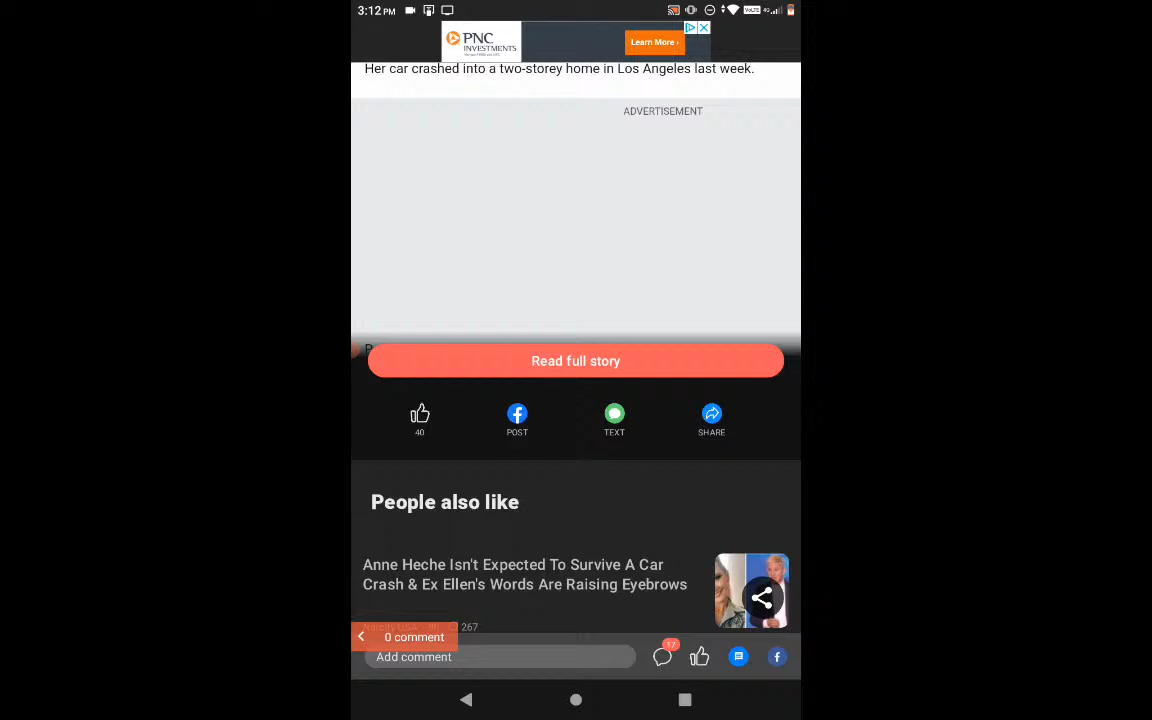 3:12 PM
PNC
INVESTMENTS
Learn More ›
Her car crashed into a two-storey home in Los Angeles last week.
ADVERTISEMENT
Read full story
40
POST
TEXT
SHARE
People also like
Anne Heche Isn't Expected To Survive A Car
Crash & Ex Ellen's Words Are Raising Eyebrows
267
0 comment
Add comment
17